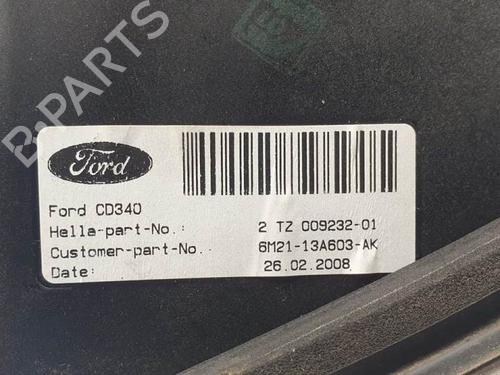 B-PARTS
Ford
Ford CD340
Hella-part-No.: 2 TZ 009232-01
Customer-part-No.: 6M21-13A603-AK
Date: 26.02.2008